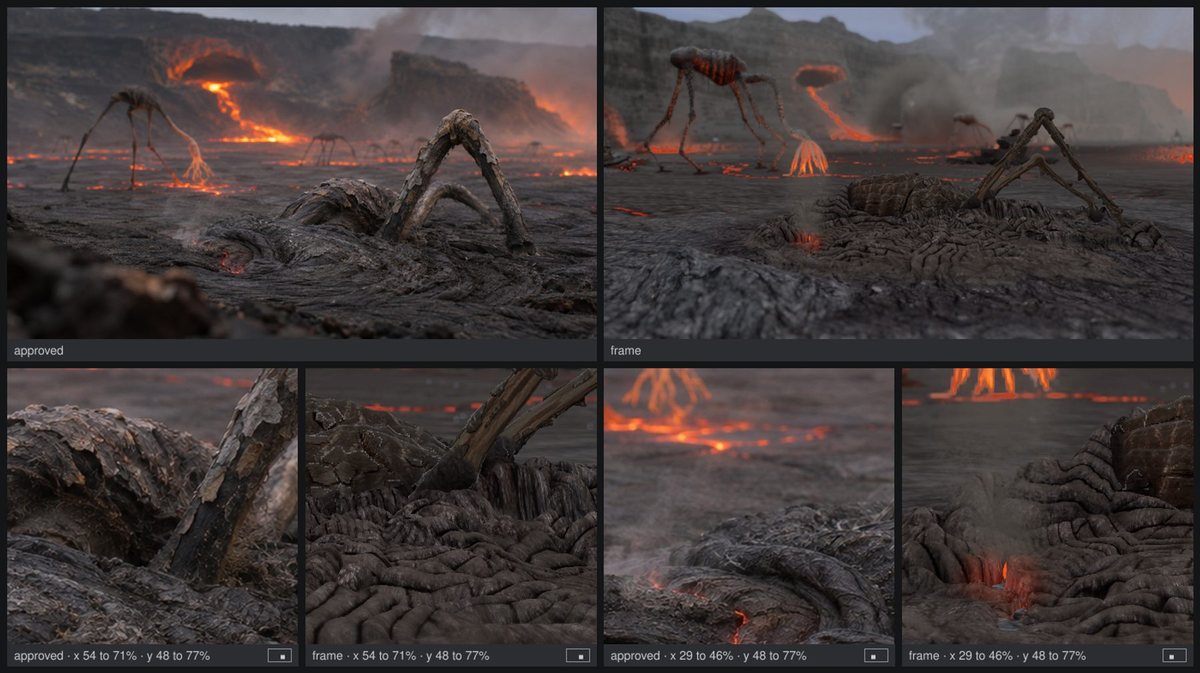 approved
frame
approved · x 54 to 71% · y 48 to 77%
frame · x 54 to 71% · y 48 to 77%
approved · x 29 to 46% · y 48 to 77%
frame · x 29 to 46% · y 48 to 77%